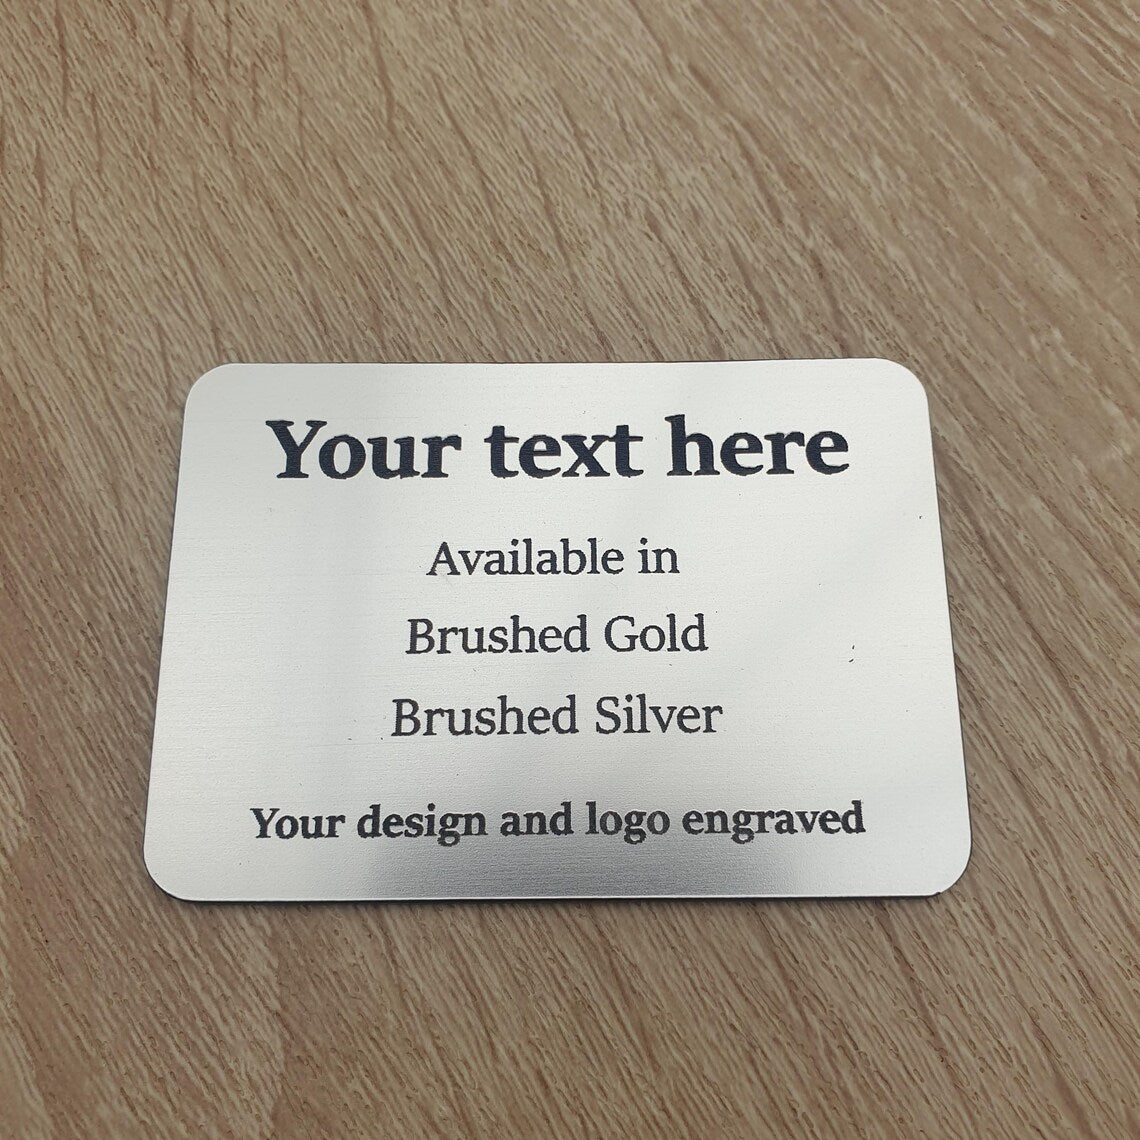 Your text here
Available in
Brushed Gold
Brushed Silver
Your design and logo engraved